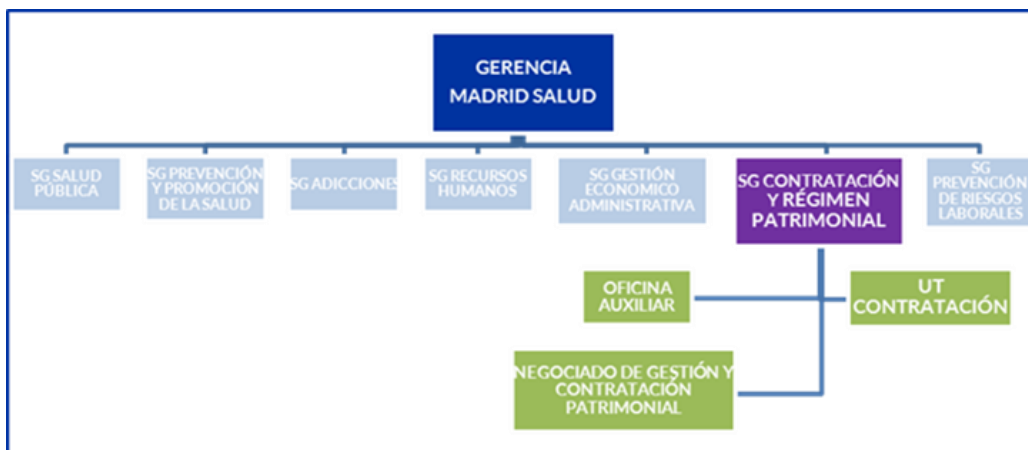 GERENCIA
MADRID SALUD
SG SALUD
PÚBLICA
SG PREVENCIÓN
Y PROMOCIÓN
DE LA SALUD
SG ADICCIONES
SG RECURSOS
HUMANOS
SG GESTIÓN
ECONOMICO
ADMINISTRATIVA
SG CONTRATACIÓN
Y RÉGIMEN
PATRIMONIAL
SG
PREVENCIÓN
DE RIESGOS
LABORALES
OFICINA
AUXILIAR
UT
CONTRATACIÓN
NEGOCIADO DE GESTIÓN Y
CONTRATACIÓN
PATRIMONIAL